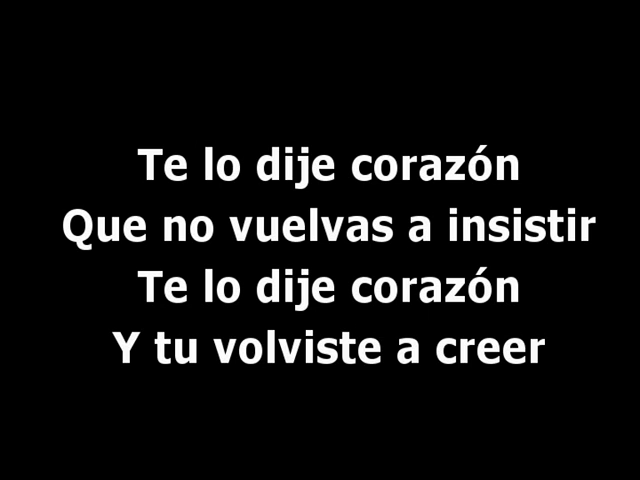 Te lo dije corazón
Que no vuelvas a insistir
Te lo dije corazón
Y tu volviste a creer